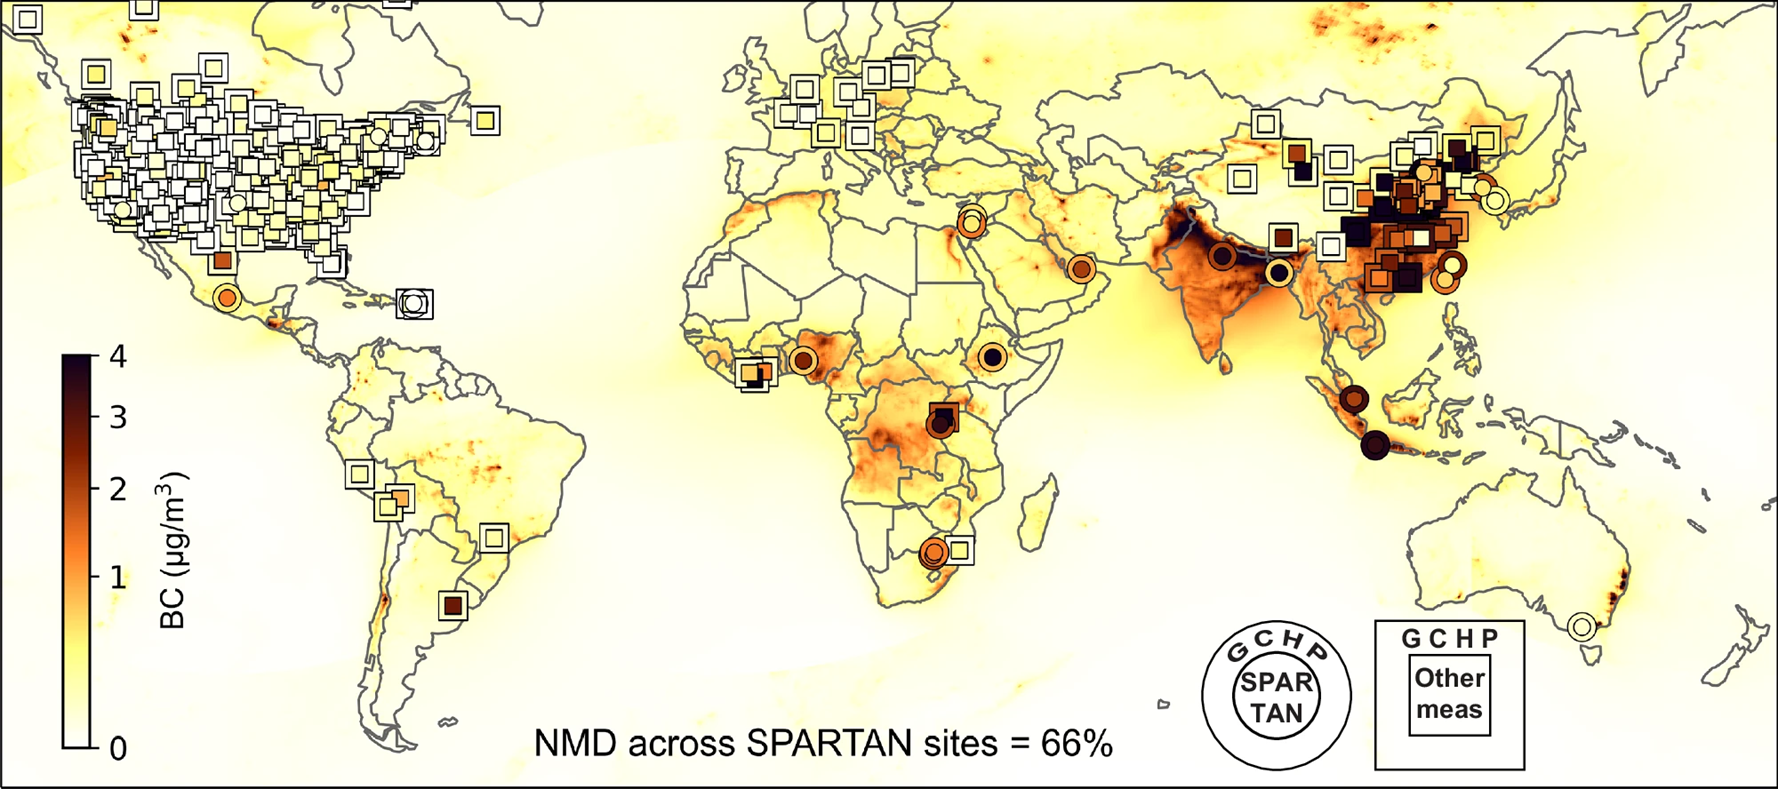 4
3
2
1
0
BC (µg/m³)
NMD across SPARTAN sites = 66%
GCHP
SPAR
TAN
GCHP
Other
meas